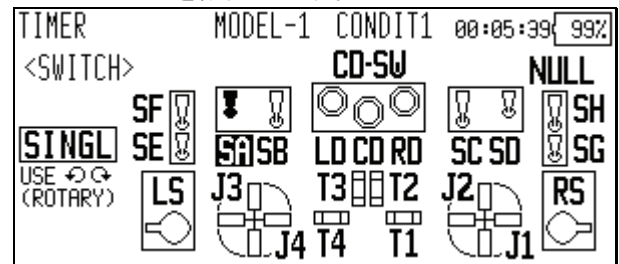 TIMER MODEL-1 CONDIT1 00:05:39 99%
<SWITCH> CD-SW NULL
SF SH
SINGL SE SA SB LD CD RD SC SD SG
USE
(ROTARY) LS J3 T3 T2 J2 RS
J4 T4 T1 J1